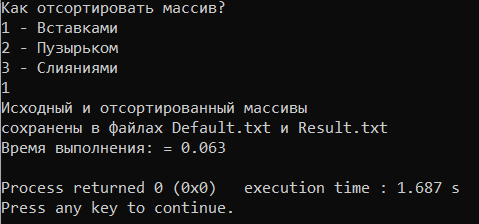 Как отсортировать массив?
1 - Вставками
2 - Пузырьком
3 - Слияниями
1
Исходный и отсортированный массивы
сохранены в файлах Default.txt и Result.txt
Время выполнения: = 0.063
Process returned 0 (0x0)   execution time : 1.687 s
Press any key to continue.